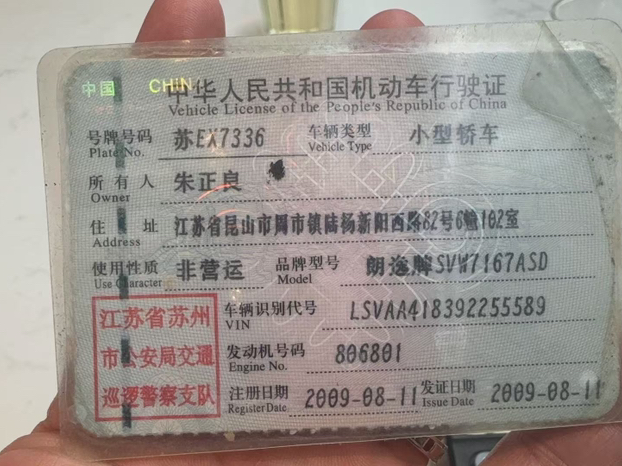 中国 CHIN
中华人民共和国机动车行驶证
Vehicle License of the People's Republic of China
号牌号码 苏EX7336 车辆类型 小型轿车
Plate No. Vehicle Type
所有人 朱正良
Owner
住址 江苏省昆山市周市镇陆杨新阳西路82号6幢102室
Address
使用性质 非营运 品牌型号 朗逸牌SVW7167ASD
Use Character Model
江苏省苏州
市公安局交通
巡逻警察支队
车辆识别代号 LSVAA418392255589
VIN
发动机号码 806801
Engine No.
注册日期 2009-08-11 发证日期 2009-08-11
Register Date Issue Date